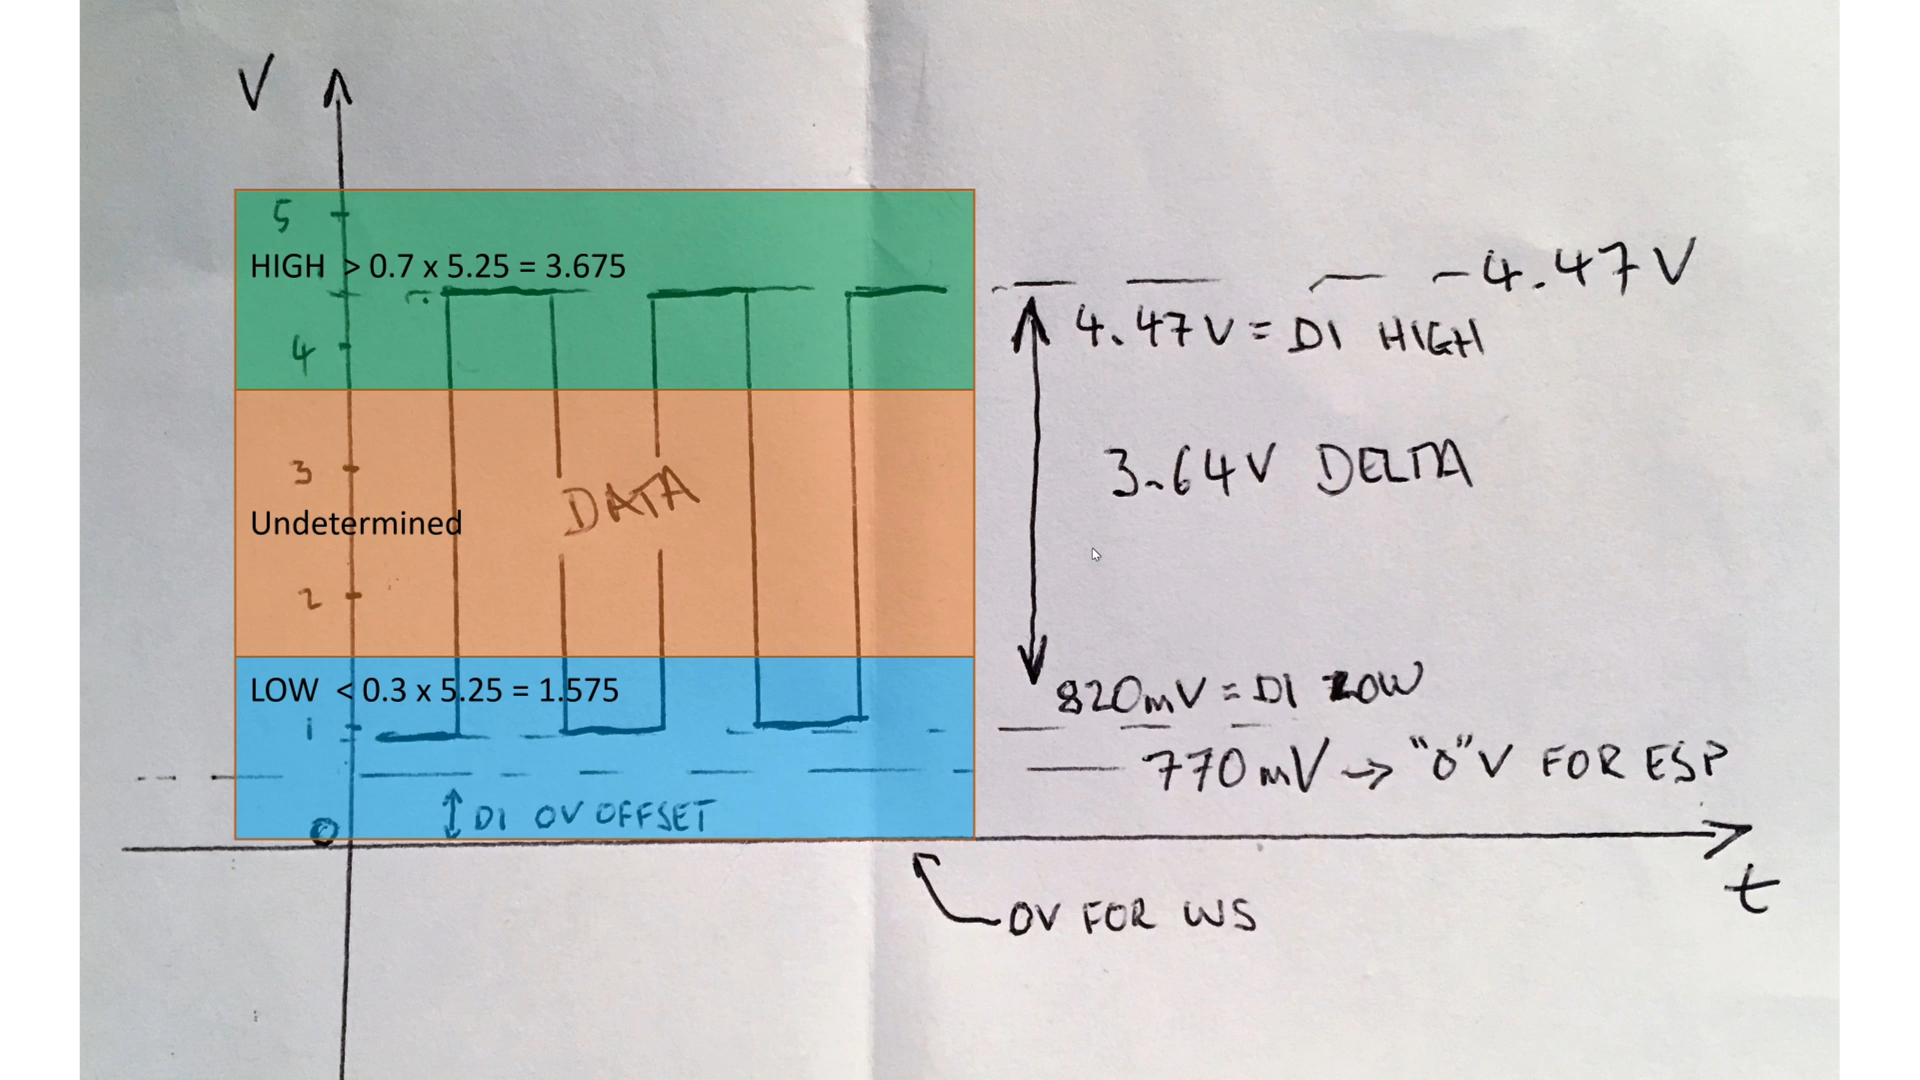 V
5
HIGH > 0.7 x 5.25 = 3.675
-4.47V
4.47V = DI HIGH
4
3
3.64V DELTA
DATA
Undetermined
2
LOW < 0.3 x 5.25 = 1.575
820mV = DI LOW
1
770mV → "0"V FOR ESP
DI 0V OFFSET
0
t
0V FOR WS